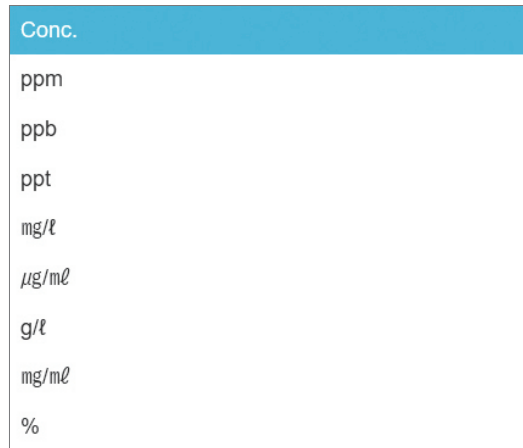 Conc.
ppm
ppb
ppt
㎎/ℓ
㎍/㎖
g/ℓ
㎎/㎖
%